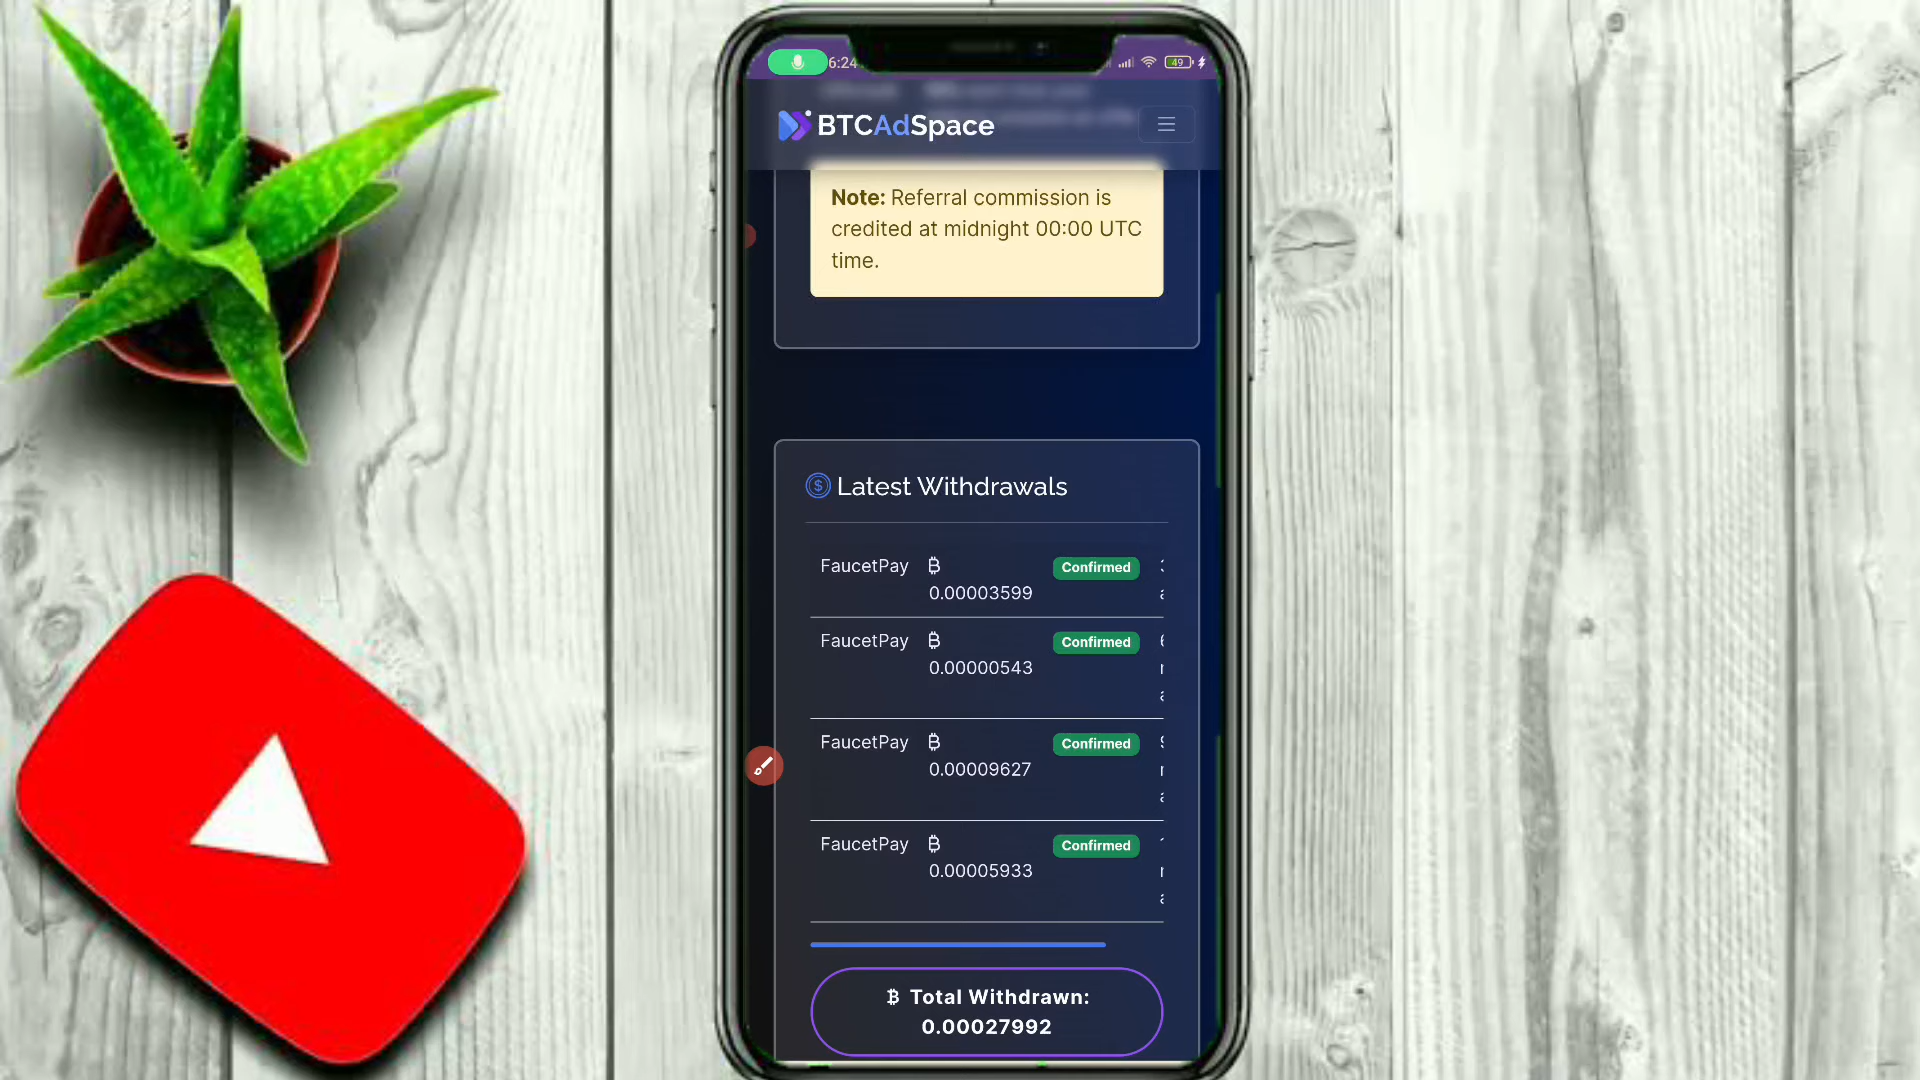 6:24
49
BTCAdSpace
Note: Referral commission is
credited at midnight 00:00 UTC
time.
Latest Withdrawals
FaucetPay ₿ Confirmed
0.00003599
FaucetPay ₿ Confirmed
0.00000543
FaucetPay ₿ Confirmed
0.00009627
FaucetPay ₿ Confirmed
0.00005933
₿ Total Withdrawn:
0.00027992